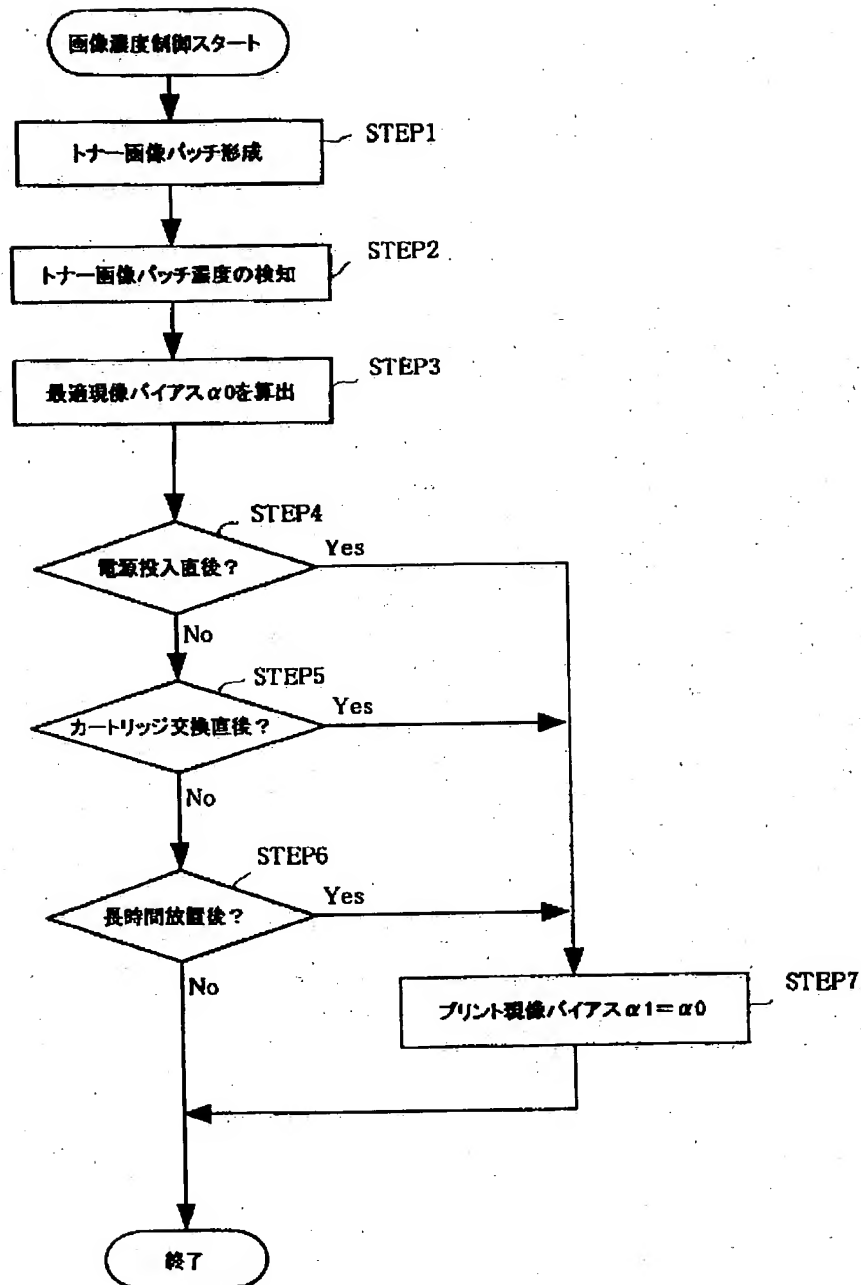 画像濃度制御スタート
トナー画像パッチ形成
STEP1
トナー画像パッチ濃度の検知
STEP2
最適現像バイアスα0を算出
STEP3
STEP4
電源投入直後？
Yes
No
STEP5
カートリッジ交換直後？
Yes
No
STEP6
長時間放置後？
Yes
No
プリント現像バイアスα1＝α0
STEP7
終了